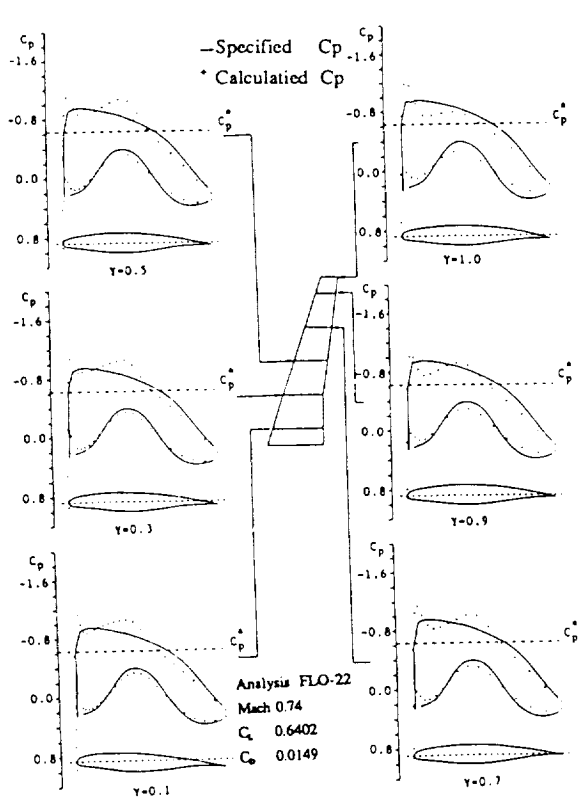 — Specified Cp
+ Calculatied Cp
Cp
-1.6
-0.8
0.0
0.8
Cp*
Y=0.5
Cp
-1.6
-0.8
0.0
0.8
Cp*
Y=1.0
Cp
-1.6
-0.8
0.0
0.8
Cp*
Y=0.3
Cp
-1.6
-0.8
0.0
0.8
Cp*
Y=0.9
Cp
-1.6
-0.8
0.0
0.8
Cp*
Y=0.1
Analysis FLO-22
Mach 0.74
CL 0.6402
CD 0.0149
Cp
-1.6
-0.8
0.0
0.8
Cp*
Y=0.7